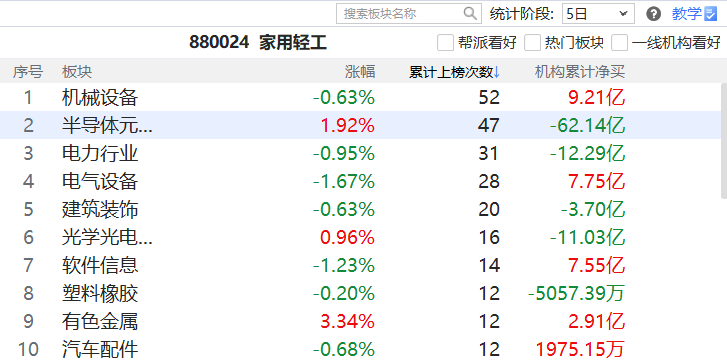 搜索板块名称 统计阶段: 5日 ? 教学
880024 家用轻工 帮派看好 热门板块 一线机构看好
序号 板块 涨幅 累计上榜次数↓ 机构累计净买
1 机械设备 -0.63% 52 9.21亿
2 半导体元... 1.92% 47 -62.14亿
3 电力行业 -0.95% 31 -12.29亿
4 电气设备 -1.67% 28 7.75亿
5 建筑装饰 -0.63% 20 -3.70亿
6 光学光电... 0.96% 16 -11.03亿
7 软件信息 -1.23% 14 7.55亿
8 塑料橡胶 -0.20% 12 -5057.39万
9 有色金属 3.34% 12 2.91亿
10 汽车配件 -0.68% 12 1975.15万